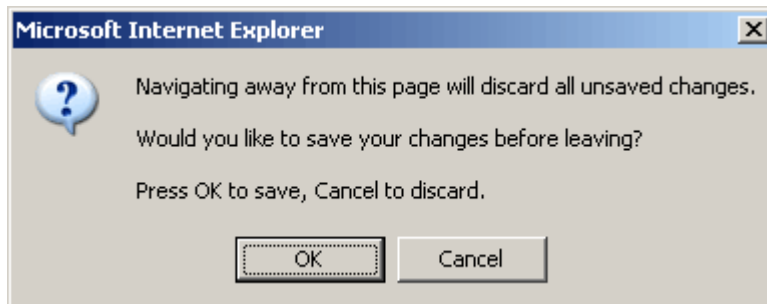 Microsoft Internet Explorer
Navigating away from this page will discard all unsaved changes.
Would you like to save your changes before leaving?
Press OK to save, Cancel to discard.
OK
Cancel